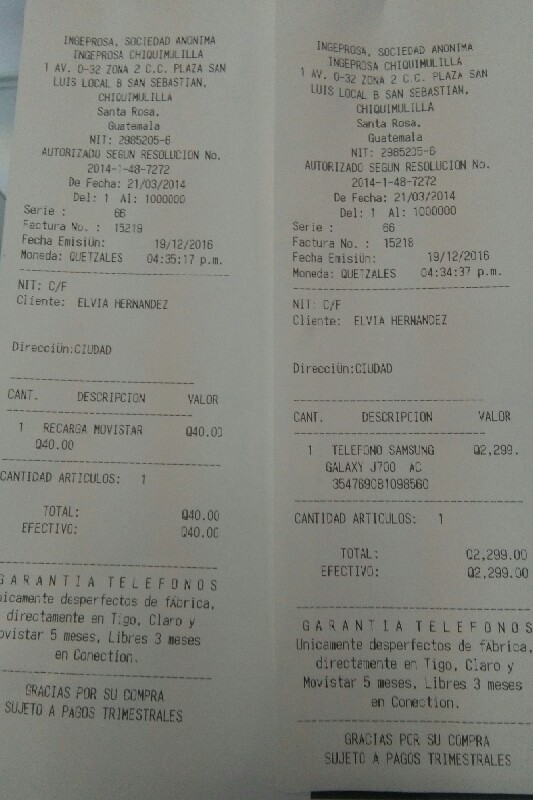 INGEPROSA, SOCIEDAD ANONIMA
INGEPROSA CHIQUIMULILLA
1 AV. 0-32 ZONA 2 C.C. PLAZA SAN
LUIS LOCAL B SAN SEBASTIAN,
CHIQUIMULILLA
Santa Rosa,
Guatemala
NIT: 2985205-6
AUTORIZADO SEGUN RESOLUCION No.
2014-1-48-7272
De Fecha: 21/03/2014
Del: 1 Al: 1000000
Serie : 66
Factura No. : 15219
Fecha Emisiün: 19/12/2016
Moneda: QUETZALES 04:35:17 p.m.
NIT: C/F
Cliente: ELVIA HERNANDEZ
Direcciün:CIUDAD
CANT. DESCRIPCION VALOR
1 RECARGA MOVISTAR Q40.00
Q40.00
CANTIDAD ARTICULOS: 1
TOTAL: Q40.00
EFECTIVO: Q40.00
G A R A N T I A T E L E F O N O S
nicamente desperfectos de fÁbrica,
directamente en Tigo, Claro y
ovistar 5 meses, Libres 3 meses
en Conection.
GRACIAS POR SU COMPRA
SUJETO A PAGOS TRIMESTRALES
INGEPROSA, SOCIEDAD ANONIMA
INGEPROSA CHIQUIMULILLA
1 AV. 0-32 ZONA 2 C.C. PLAZA SAN
LUIS LOCAL B SAN SEBASTIAN,
CHIQUIMULILLA
Santa Rosa,
Guatemala
NIT: 2985205-6
AUTORIZADO SEGUN RESOLUCION No.
2014-1-48-7272
De Fecha: 21/03/2014
Del: 1 Al: 1000000
Serie : 66
Factura No. : 15218
Fecha Emisiün: 19/12/2016
Moneda: QUETZALES 04:34:37 p.m.
NIT: C/F
Cliente: ELVIA HERNANDEZ
Direcciün:CIUDAD
CANT. DESCRIPCION VALOR
1 TELEFONO SAMSUNG Q2,299.
GALAXY J700 AC
354769081098560
CANTIDAD ARTICULOS: 1
TOTAL: Q2,299.00
EFECTIVO: Q2,299.00
G A R A N T I A T E L E F O N O S
Unicamente desperfectos de fÁbrica,
directamente en Tigo, Claro y
Movistar 5 meses, Libres 3 meses
en Conection.
GRACIAS POR SU COMPRA
SUJETO A PAGOS TRIMESTRALES